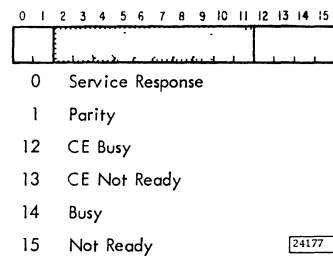 0 1 2 3 4 5 6 7 8 9 10 11 12 13 14 15
0 Service Response
1 Parity
12 CE Busy
13 CE Not Ready
14 Busy
15 Not Ready
24177